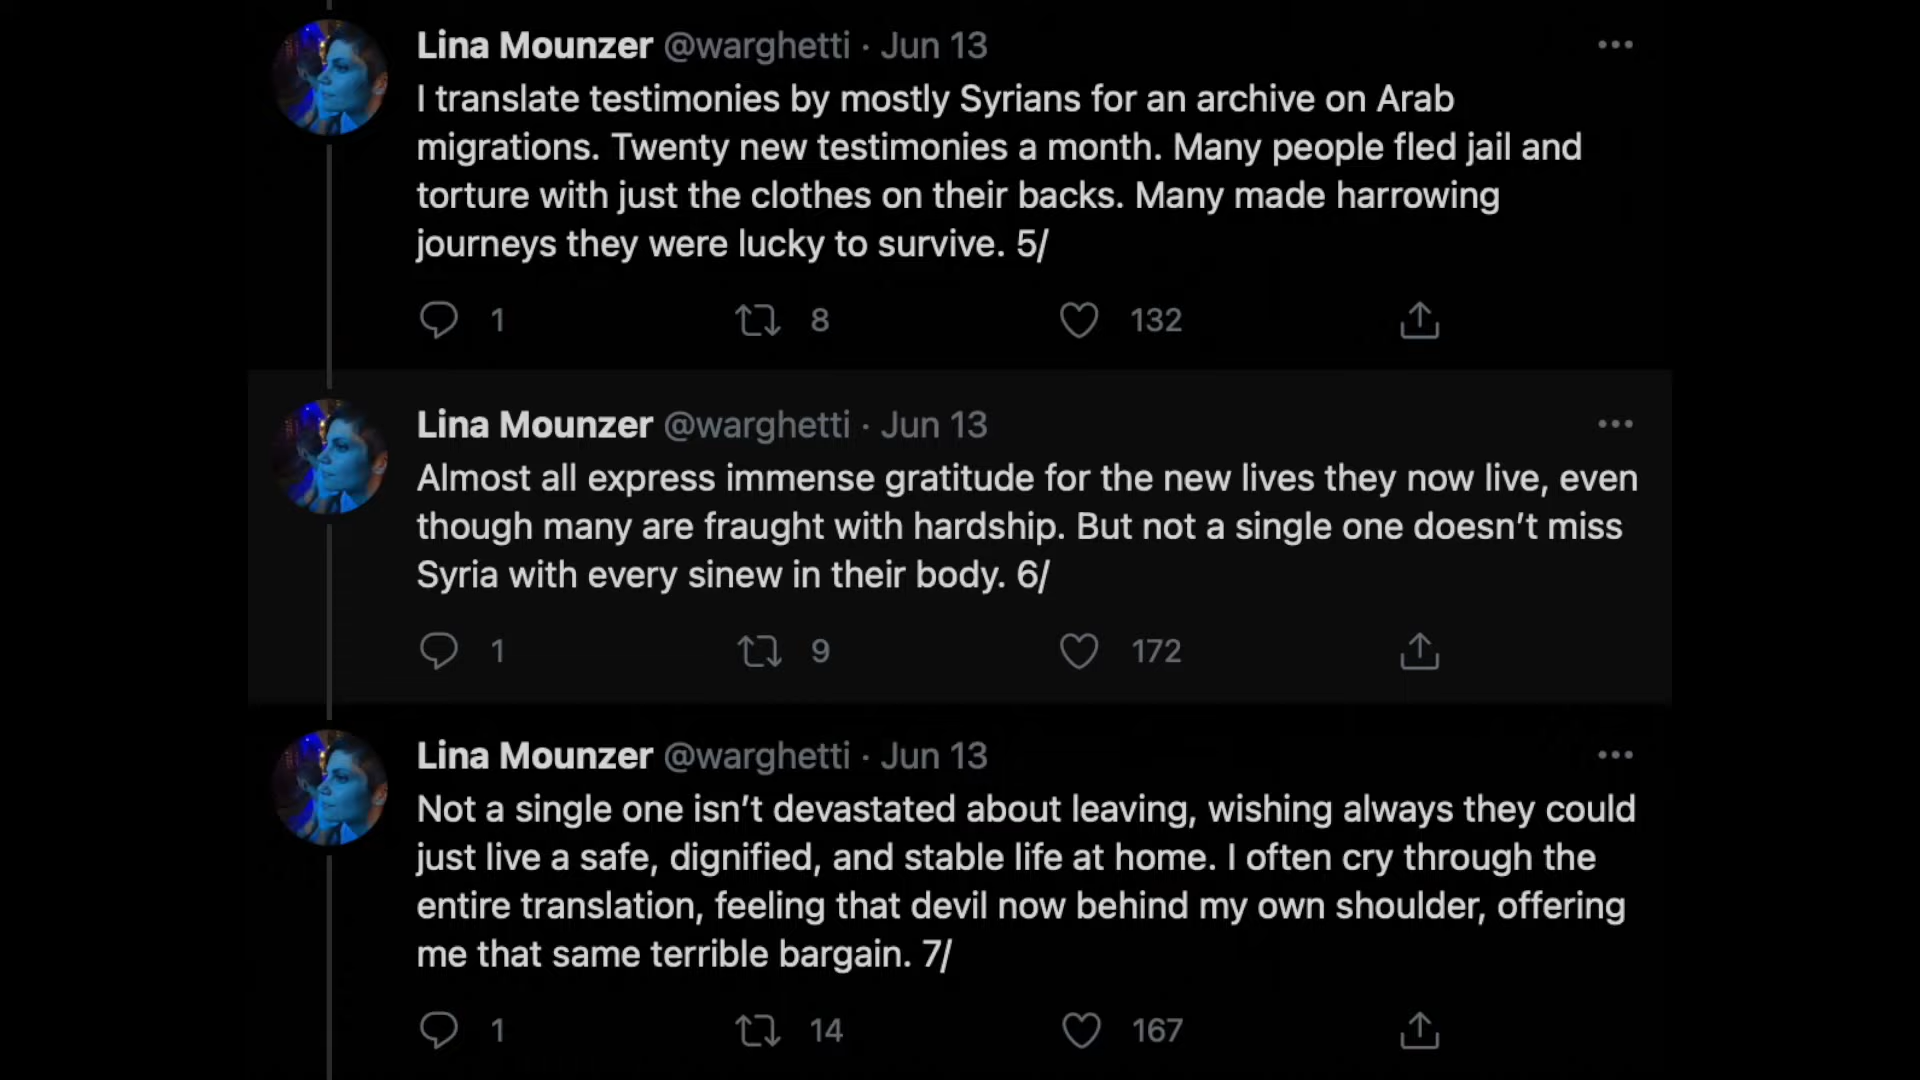 Lina Mounzer @warghetti · Jun 13
I translate testimonies by mostly Syrians for an archive on Arab
migrations. Twenty new testimonies a month. Many people fled jail and
torture with just the clothes on their backs. Many made harrowing
journeys they were lucky to survive. 5/
1 8 132
Lina Mounzer @warghetti · Jun 13
Almost all express immense gratitude for the new lives they now live, even
though many are fraught with hardship. But not a single one doesn’t miss
Syria with every sinew in their body. 6/
1 9 172
Lina Mounzer @warghetti · Jun 13
Not a single one isn’t devastated about leaving, wishing always they could
just live a safe, dignified, and stable life at home. I often cry through the
entire translation, feeling that devil now behind my own shoulder, offering
me that same terrible bargain. 7/
1 14 167